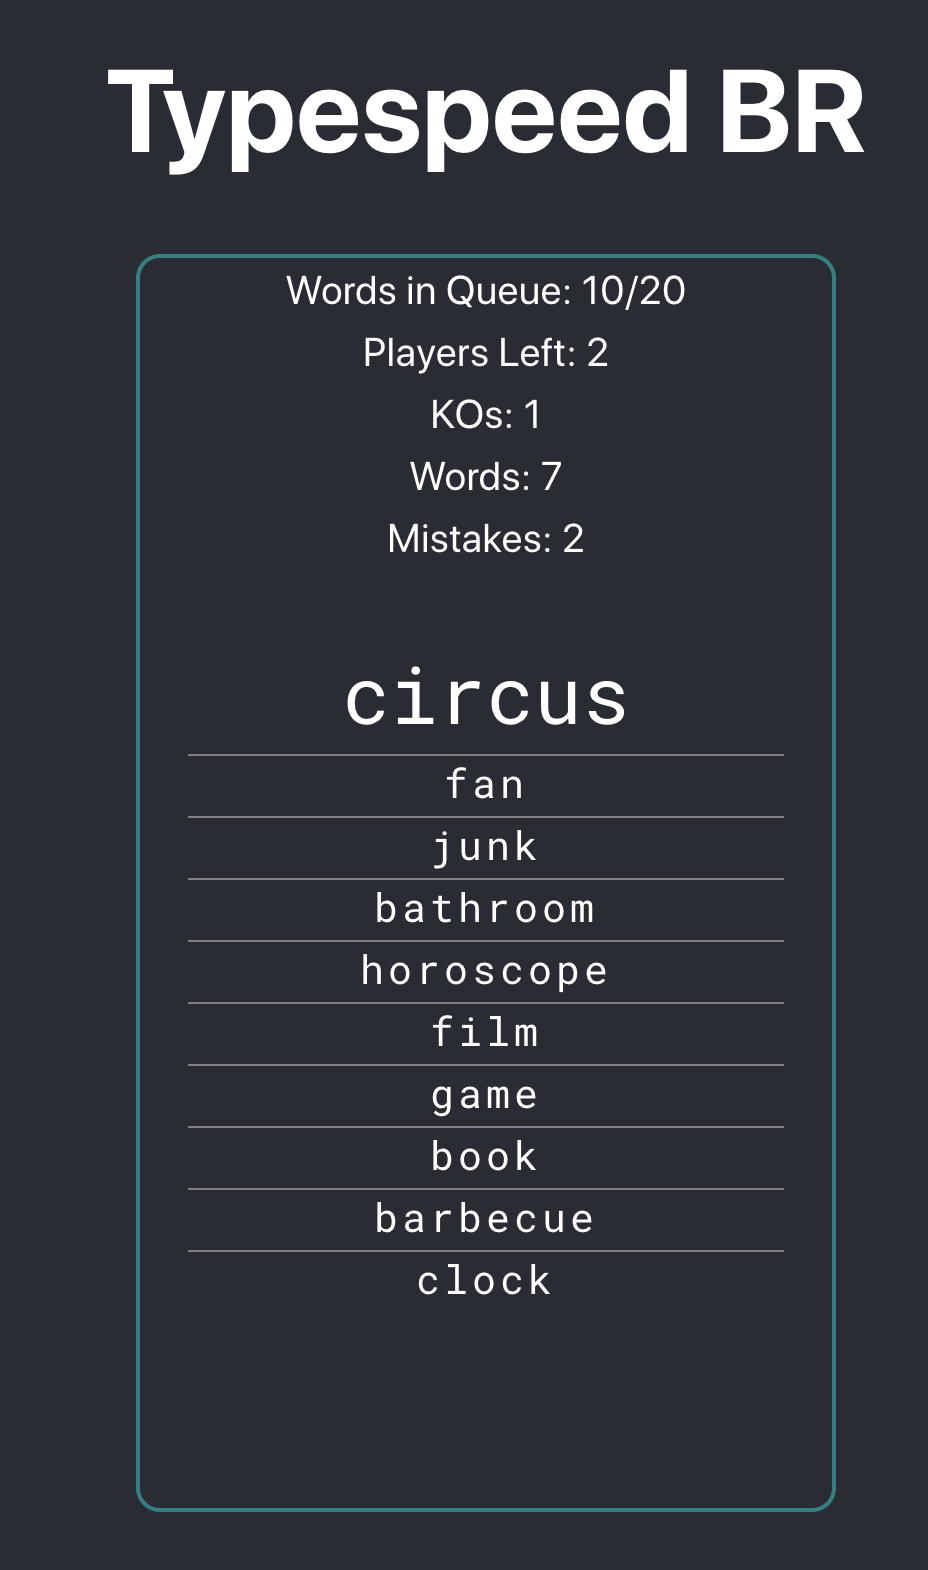 Typespeed BR
Words in Queue: 10/20
Players Left: 2
KOs: 1
Words: 7
Mistakes: 2
circus
fan
junk
bathroom
horoscope
film
game
book
barbecue
clock